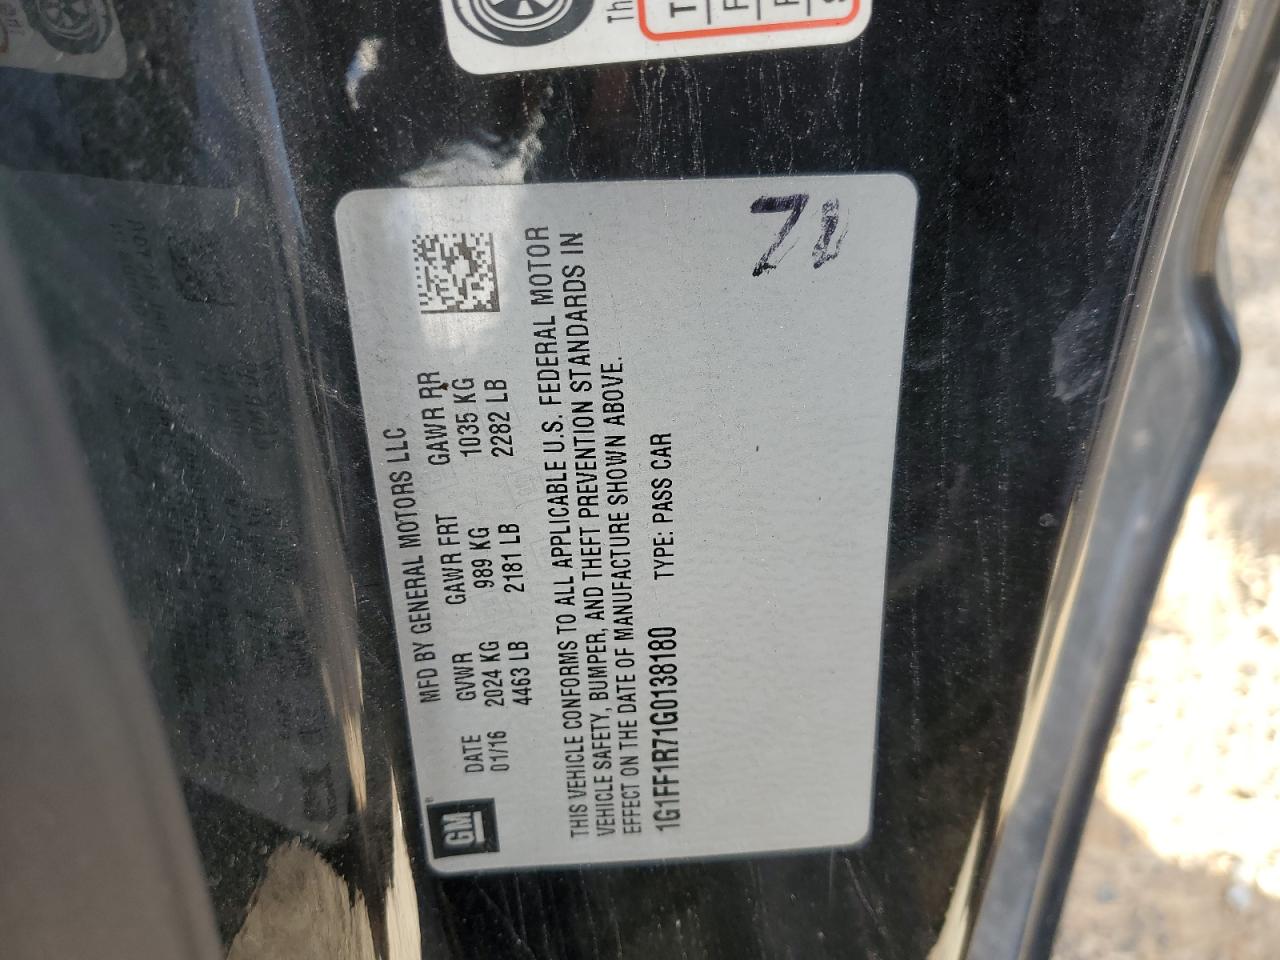 MFD BY GENERAL MOTORS LLC
DATE GVWR GAWR FRT GAWR RR
01/16 2024 KG 989 KG 1035 KG
4463 LB 2181 LB 2282 LB
GM
THIS VEHICLE CONFORMS TO ALL APPLICABLE U.S. FEDERAL MOTOR
VEHICLE SAFETY, BUMPER, AND THEFT PREVENTION STANDARDS IN
EFFECT ON THE DATE OF MANUFACTURE SHOWN ABOVE.
1G1FF1R71G0138180 TYPE: PASS CAR